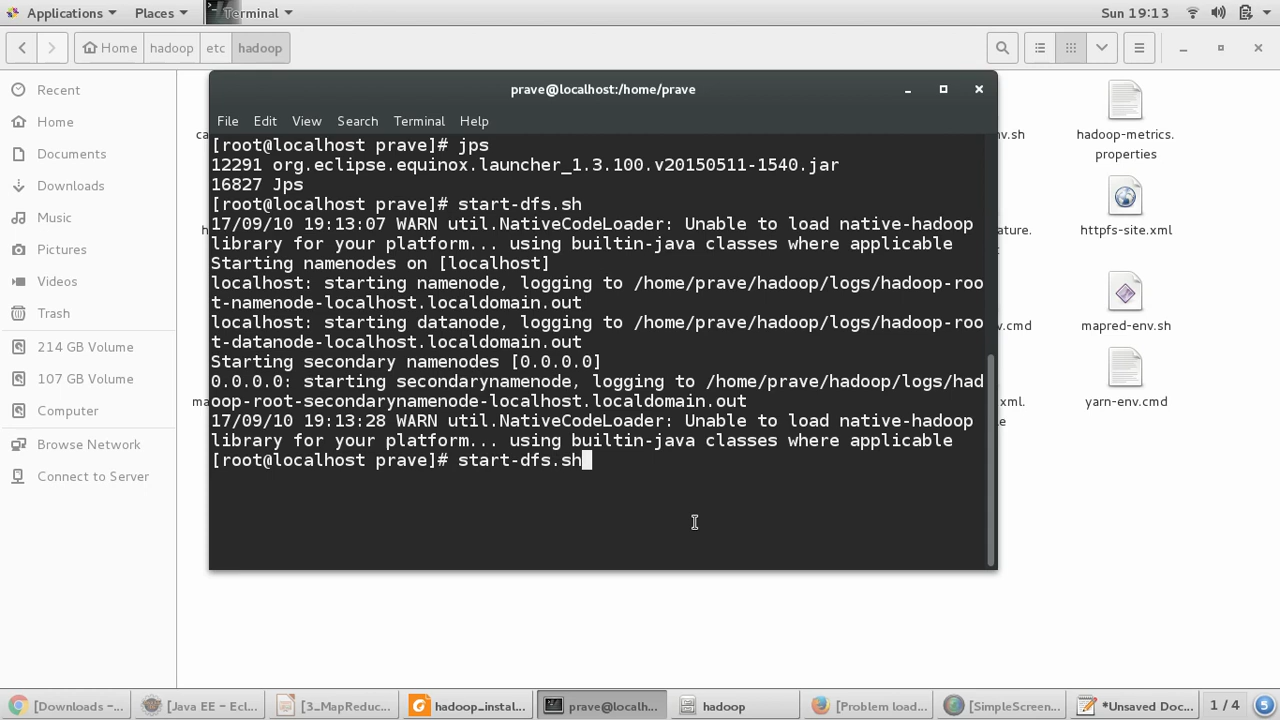 Applications
Places
Terminal
Sun 19:13
Home
hadoop
etc
hadoop
Recent
Home
Documents
Downloads
Music
Pictures
Videos
Trash
214 GB Volume
107 GB Volume
Computer
Browse Network
Connect to Server
prave@localhost:/home/prave
File Edit View Search Terminal Help
[root@localhost prave]# jps
12291 org.eclipse.equinox.launcher_1.3.100.v20150511-1540.jar
16827 Jps
[root@localhost prave]# start-dfs.sh
17/09/10 19:13:07 WARN util.NativeCodeLoader: Unable to load native-hadoop
library for your platform... using builtin-java classes where applicable
Starting namenodes on [localhost]
localhost: starting namenode, logging to /home/prave/hadoop/logs/hadoop-roo
t-namenode-localhost.localdomain.out
localhost: starting datanode, logging to /home/prave/hadoop/logs/hadoop-roo
t-datanode-localhost.localdomain.out
Starting secondary namenodes [0.0.0.0]
0.0.0.0: starting secondarynamenode, logging to /home/prave/hadoop/logs/had
oop-root-secondarynamenode-localhost.localdomain.out
17/09/10 19:13:28 WARN util.NativeCodeLoader: Unable to load native-hadoop
library for your platform... using builtin-java classes where applicable
[root@localhost prave]# start-dfs.sh
ca
ma
nv.sh
ature.
nv.cmd
xml.
e
hadoop-metrics.
properties
httpfs-site.xml
mapred-env.sh
yarn-env.cmd
[Downloads –...
[Java EE – Ecl...
[3_MapReduc...
hadoop_instal...
prave@localh...
hadoop
[Problem load...
[SimpleScreen...
*Unsaved Doc...
1 / 4
5